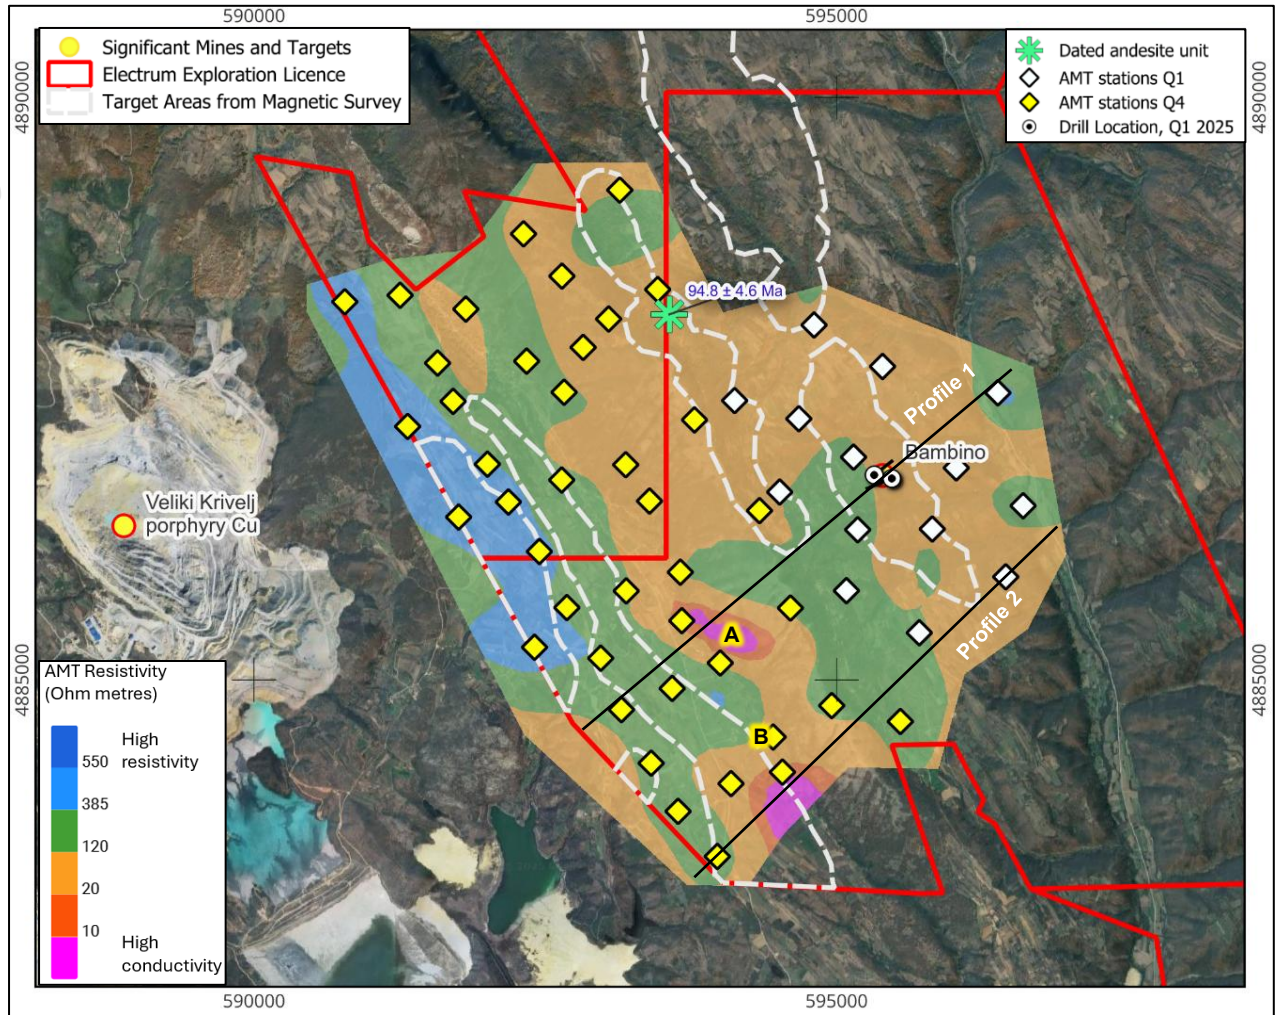 590000
595000
4890000
4890000
Significant Mines and Targets
Electrum Exploration Licence
Target Areas from Magnetic Survey
Dated andesite unit
AMT stations Q1
AMT stations Q4
Drill Location, Q1 2025
94.8 ± 4.6 Ma
Profile 1
Bambino
Veliki Krivelj
porphyry Cu
Profile 2
A
B
4885000
4885000
AMT Resistivity
(Ohm metres)
High
resistivity
550
385
120
20
10
High
conductivity
590000
595000